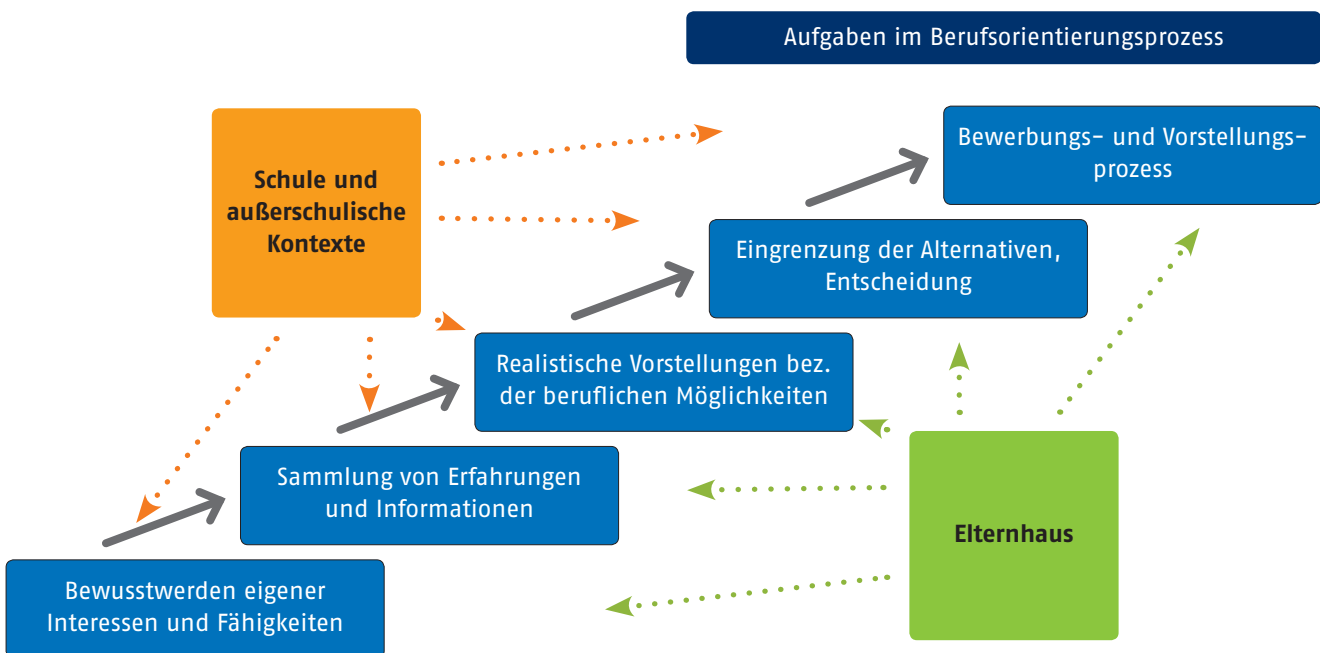 Aufgaben im Berufsorientierungsprozess
Schule und
außerschulische
Kontexte
Bewerbungs- und Vorstellungs-
prozess
Eingrenzung der Alternativen,
Entscheidung
Realistische Vorstellungen bez.
der beruflichen Möglichkeiten
Sammlung von Erfahrungen
und Informationen
Elternhaus
Bewusstwerden eigener
Interessen und Fähigkeiten